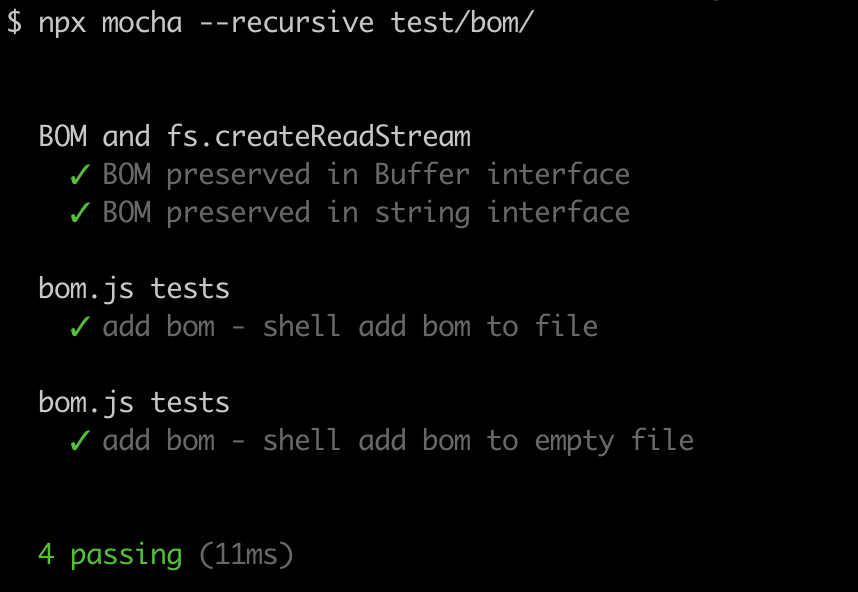 $ npx mocha --recursive test/bom/
BOM and fs.createReadStream
✓ BOM preserved in Buffer interface
✓ BOM preserved in string interface
bom.js tests
✓ add bom - shell add bom to file
bom.js tests
✓ add bom - shell add bom to empty file
4 passing (11ms)